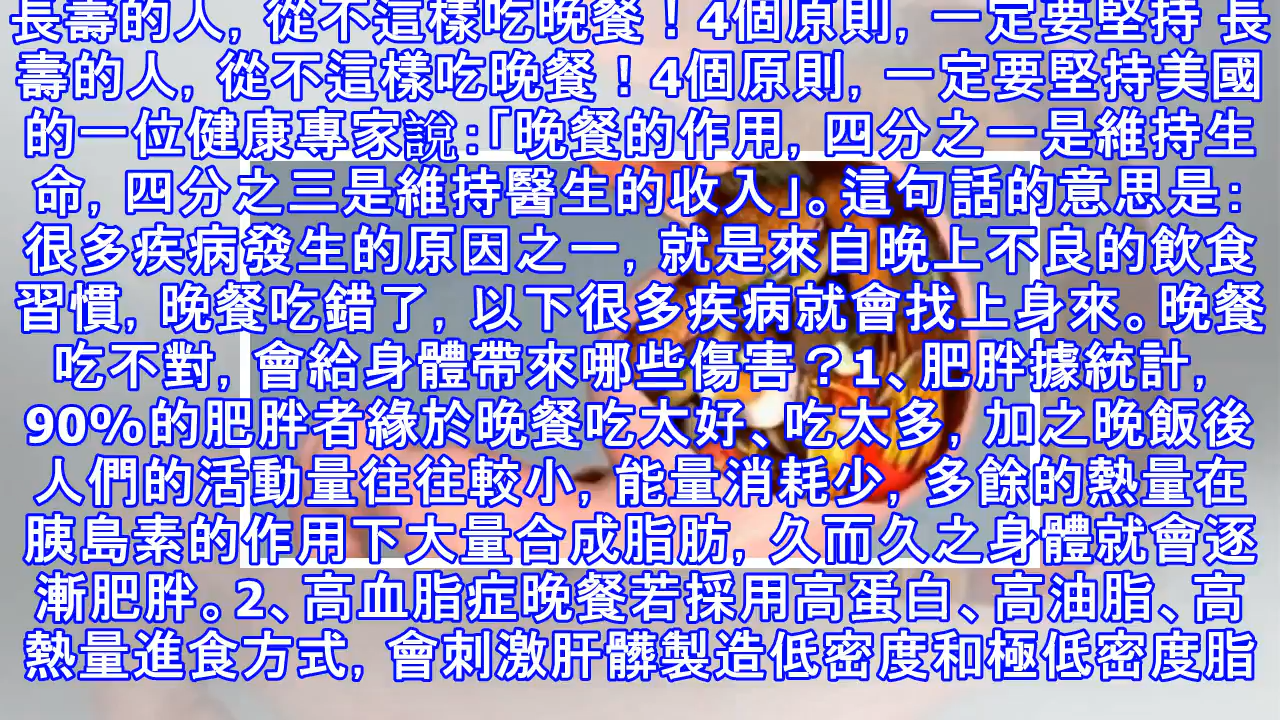 長壽的人, 從不這樣吃晚餐！4個原則, 一定要堅持 長
壽的人, 從不這樣吃晚餐！4個原則, 一定要堅持美國
的一位健康專家說:「晚餐的作用, 四分之一是維持生
命, 四分之三是維持醫生的收入」。這句話的意思是:
很多疾病發生的原因之一, 就是來自晚上不良的飲食
習慣, 晚餐吃錯了, 以下很多疾病就會找上身來。晚餐
吃不對, 會給身體帶來哪些傷害？1、肥胖據統計,
90%的肥胖者緣於晚餐吃太好、吃太多, 加之晚飯後
人們的活動量往往較小, 能量消耗少, 多餘的熱量在
胰島素的作用下大量合成脂肪, 久而久之身體就會逐
漸肥胖。2、高血脂症晚餐若採用高蛋白、高油脂、高
熱量進食方式, 會刺激肝髒製造低密度和極低密度脂